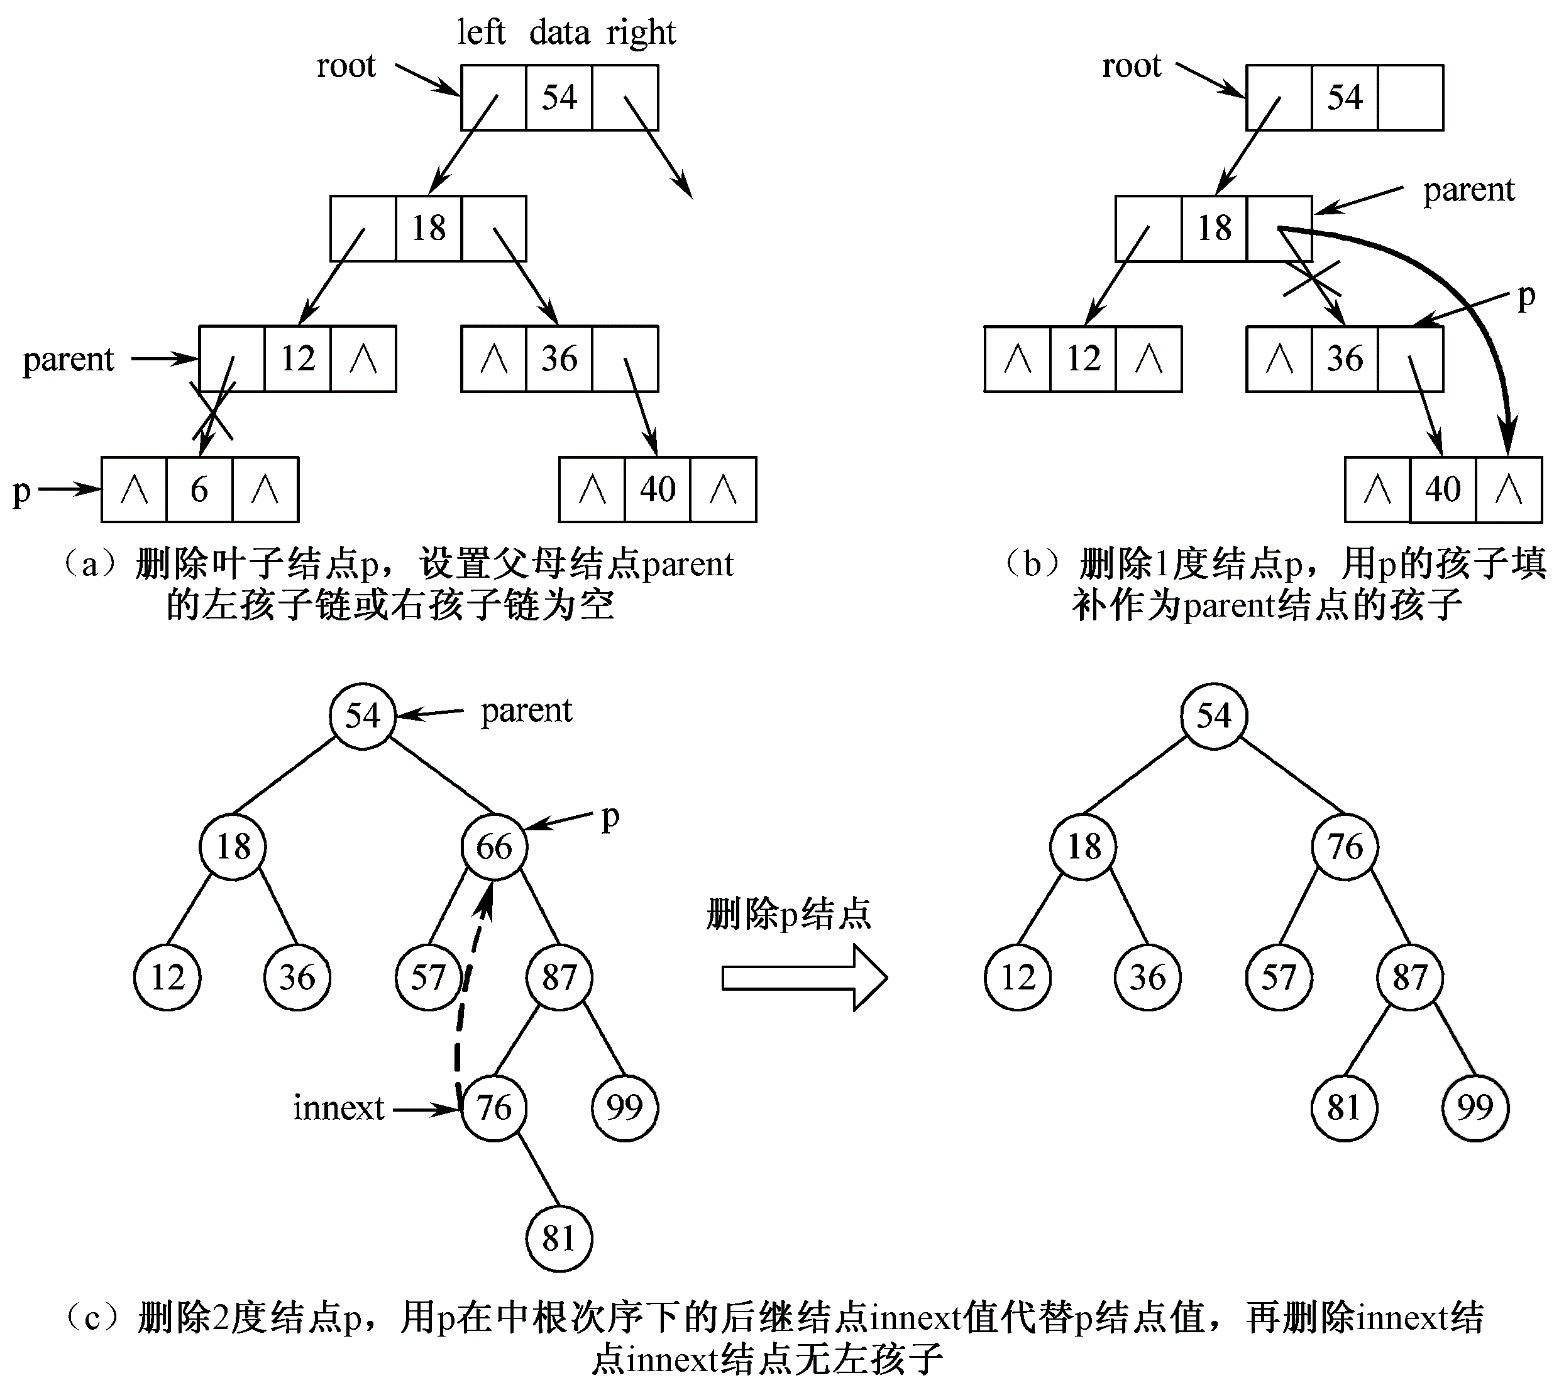 left data right
root
54
18
parent
12 ∧
∧ 36
p
∧ 6 ∧
∧ 40 ∧
（a）删除叶子结点p，设置父母结点parent
的左孩子链或右孩子链为空
root
54
18
parent
p
∧ 12 ∧
∧ 36
∧ 40 ∧
（b）删除1度结点p，用p的孩子填
补作为parent结点的孩子
54
parent
18
66
p
12
36
57
87
innext
76
99
81
删除p结点
54
18
76
12
36
57
87
81
99
（c）删除2度结点p，用p在中根次序下的后继结点innext值代替p结点值，再删除innext结
点innext结点无左孩子